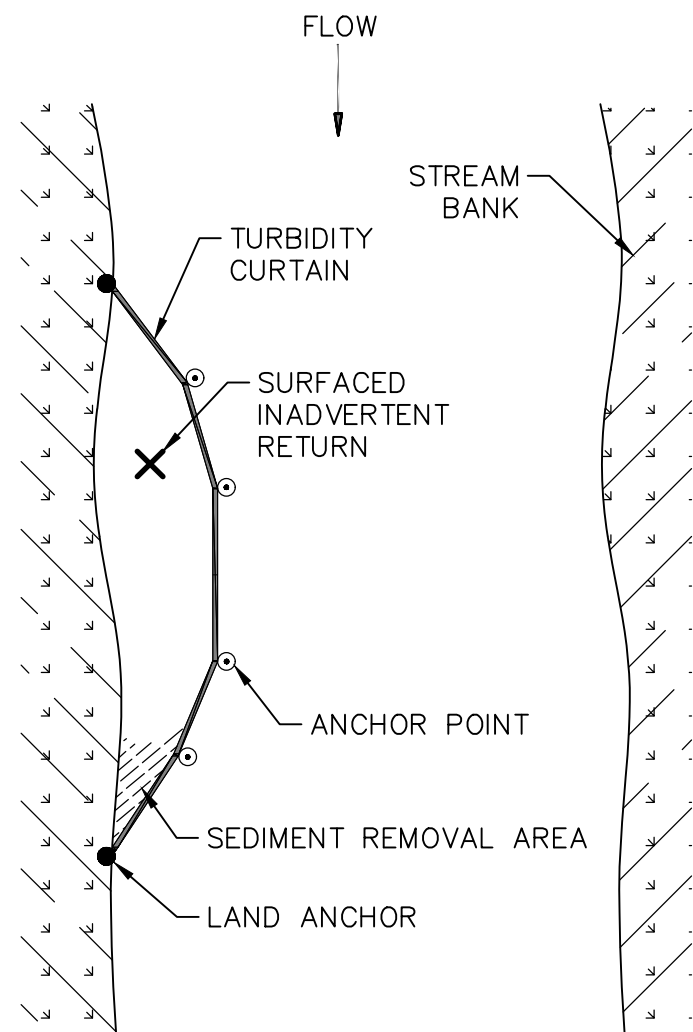 FLOW
STREAM
BANK
TURBIDITY
CURTAIN
SURFACED
INADVERTENT
RETURN
ANCHOR POINT
SEDIMENT REMOVAL AREA
LAND ANCHOR